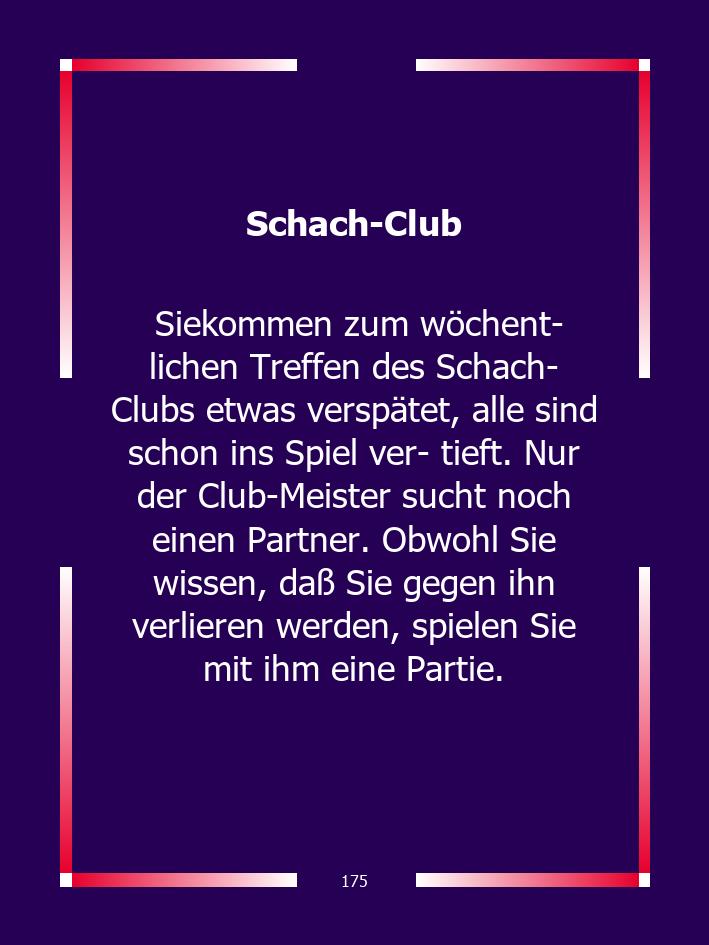 Schach-Club
Siekommen zum wöchent-
lichen Treffen des Schach-
Clubs etwas verspätet, alle sind
schon ins Spiel ver- tieft. Nur
der Club-Meister sucht noch
einen Partner. Obwohl Sie
wissen, daß Sie gegen ihn
verlieren werden, spielen Sie
mit ihm eine Partie.
175